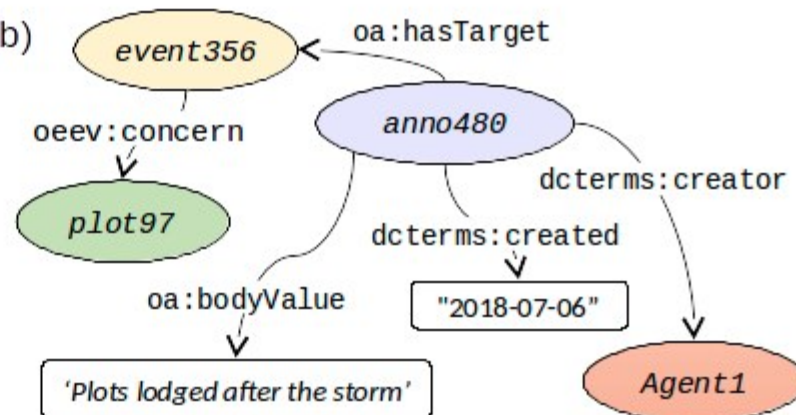 b)
event356
oa:hasTarget
anno480
oeev:concern
plot97
dcterms:creator
dcterms:created
oa:bodyValue
"2018-07-06”
‘Plots lodged after the storm’
Agent1